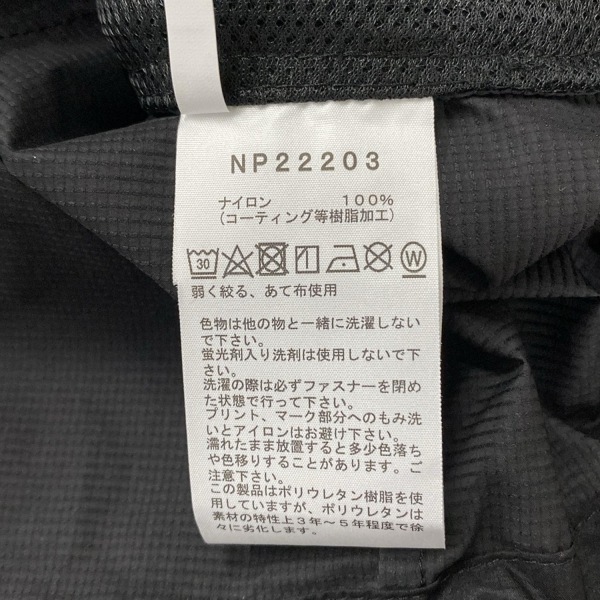 NP22203
ナイロン 100%
(コーティング等樹脂加工)
30 W
弱く絞る、あて布使用
色物は他の物と一緒に洗濯しない
で下さい。
蛍光剤入り洗剤は使用しないで下
さい。
洗濯の際は必ずファスナーを閉め
た状態で行って下さい。
プリント、マーク部分へのもみ洗
いとアイロンはお避け下さい。
濡れたまま放置すると多少色落ち
や色移りすることがあります。ご
注意下さい。
この製品はポリウレタン樹脂を使
用していますが、ポリウレタンは
素材の特性上3年～5年程度で徐
々に劣化します。